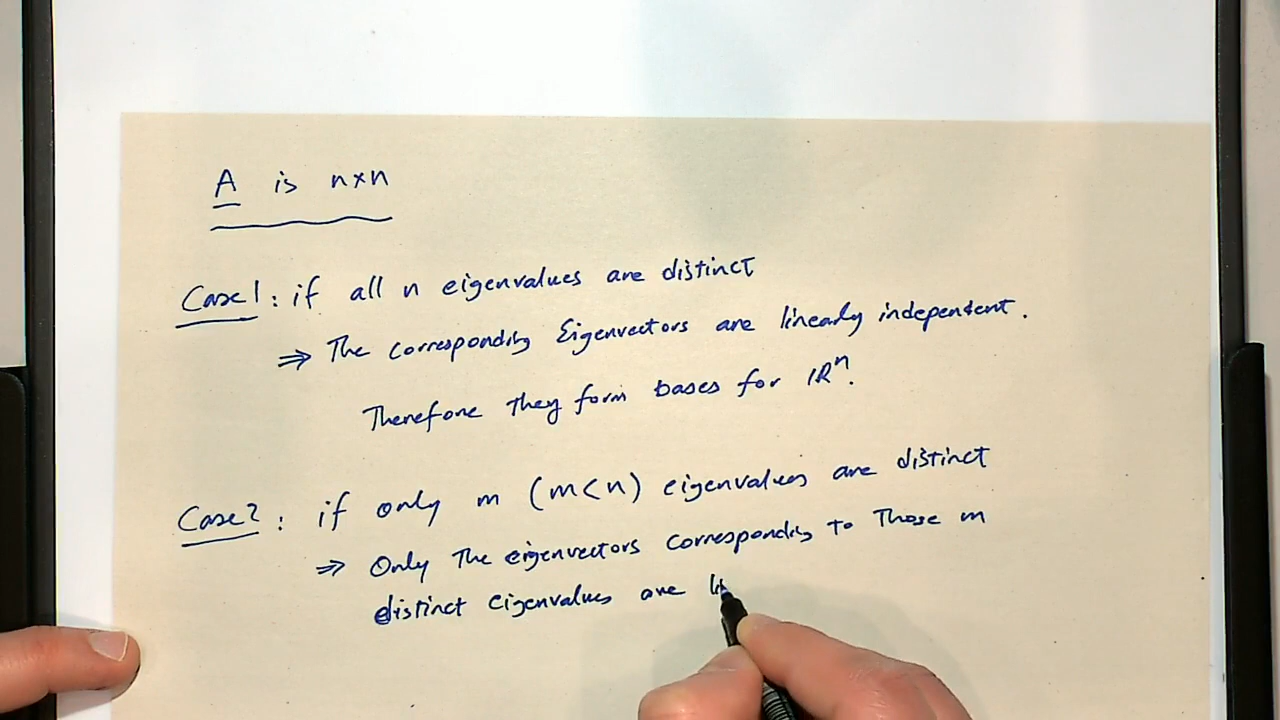 A is n×n
Case1: if all n eigenvalues are distinct
⇒ The corresponding Eigenvectors are linearly independent.
Therefore they form bases for ℝⁿ.
Case2: if only m (m<n) eigenvalues are distinct
⇒ Only The eigenvectors corresponding to Those m
distinct eigenvalues are